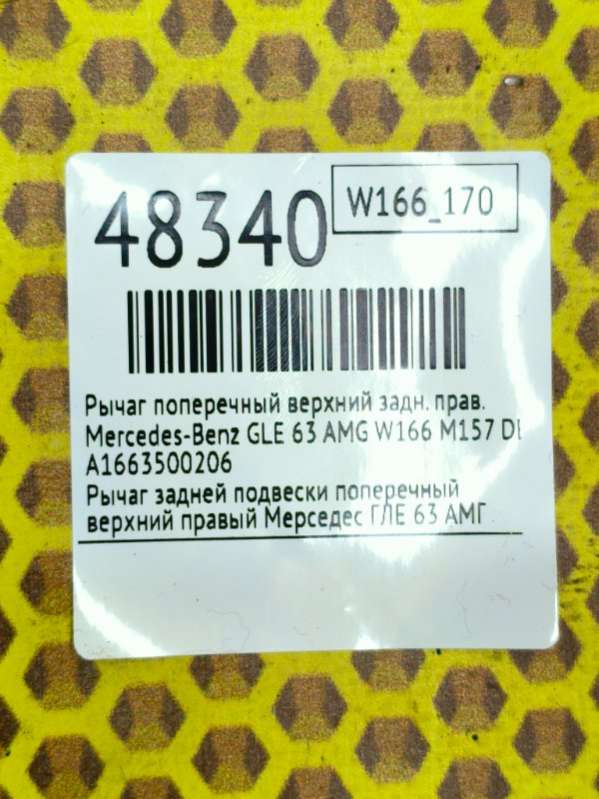 48340
W166_170
Рычаг поперечный верхний задн. прав.
Mercedes-Benz GLE 63 AMG W166 M157
A1663500206
Рычаг задней подвески поперечный
верхний правый Мерседес ГЛЕ 63 АМГ